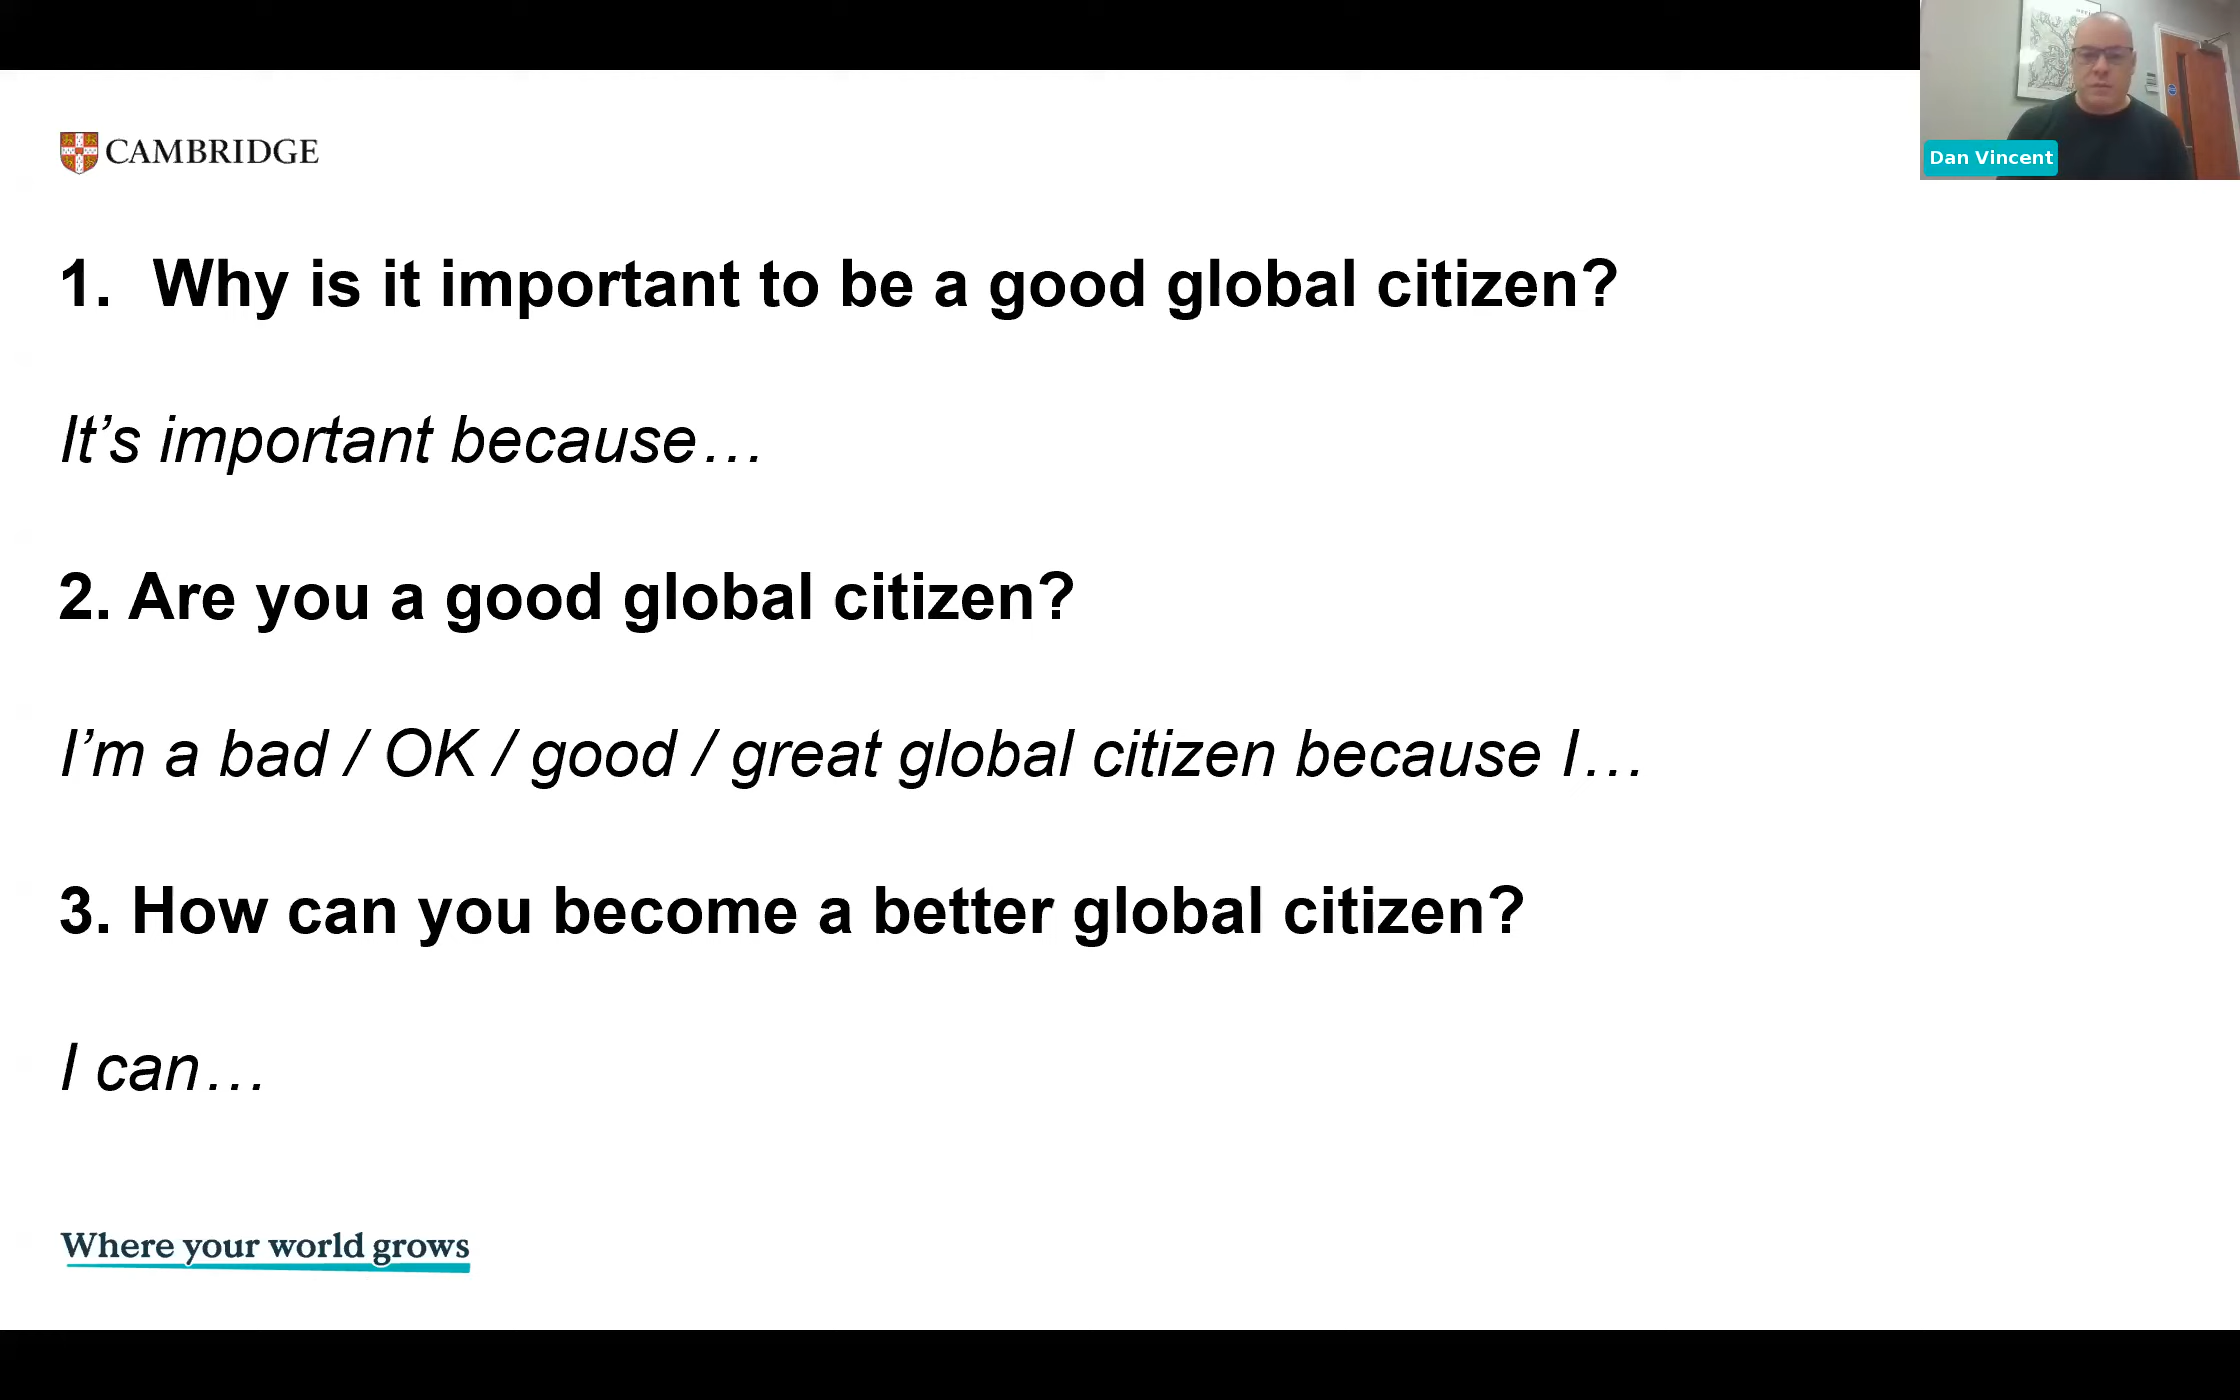 CAMBRIDGE
Dan Vincent
1. Why is it important to be a good global citizen?
It’s important because…
2. Are you a good global citizen?
I’m a bad / OK / good / great global citizen because I…
3. How can you become a better global citizen?
I can…
Where your world grows